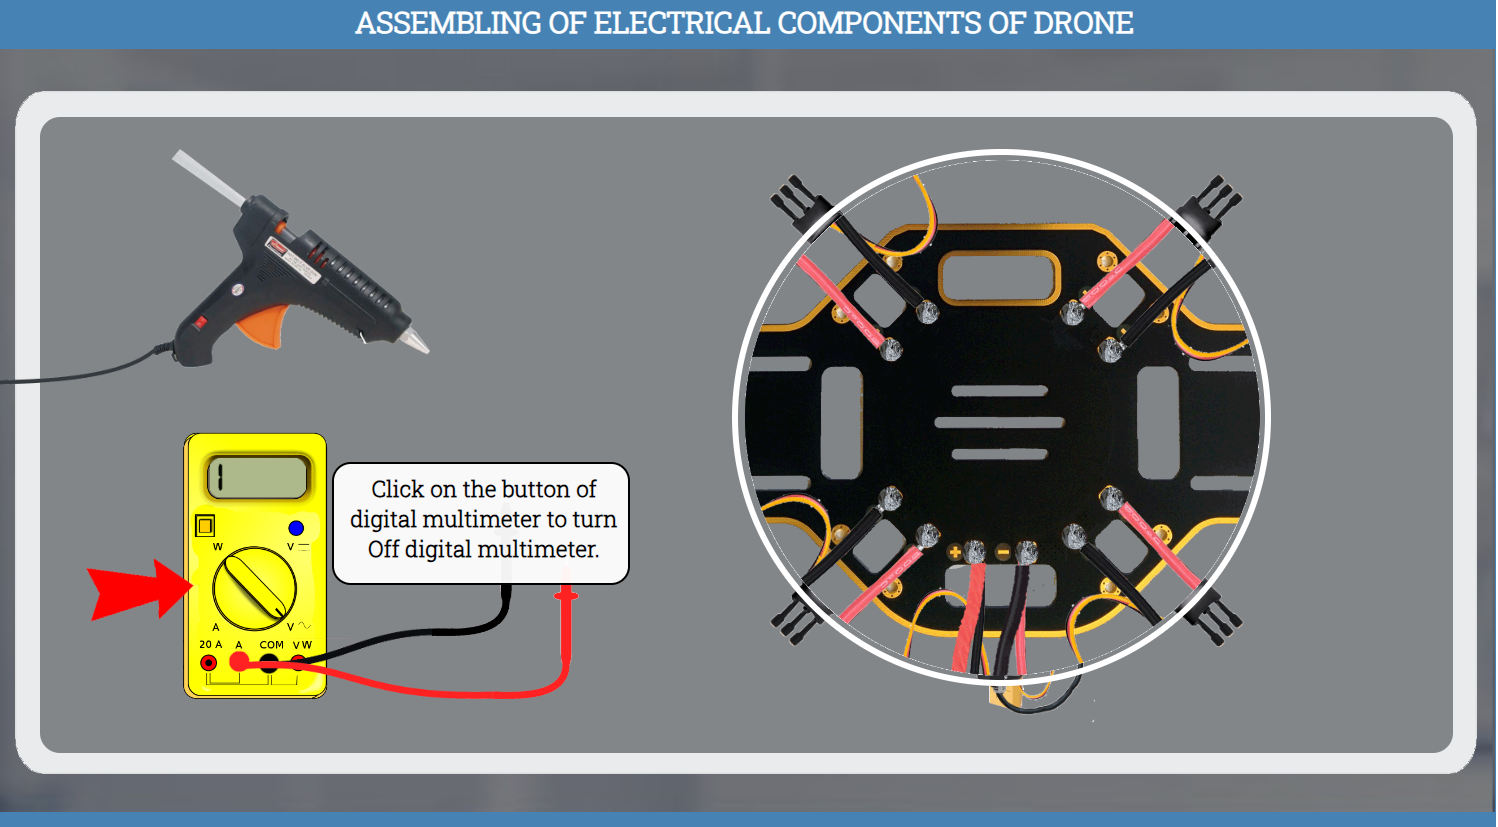 ASSEMBLING OF ELECTRICAL COMPONENTS OF DRONE
1
Click on the button of
digital multimeter to turn
Off digital multimeter.
W V
A V
20 A A COM V W
+ −